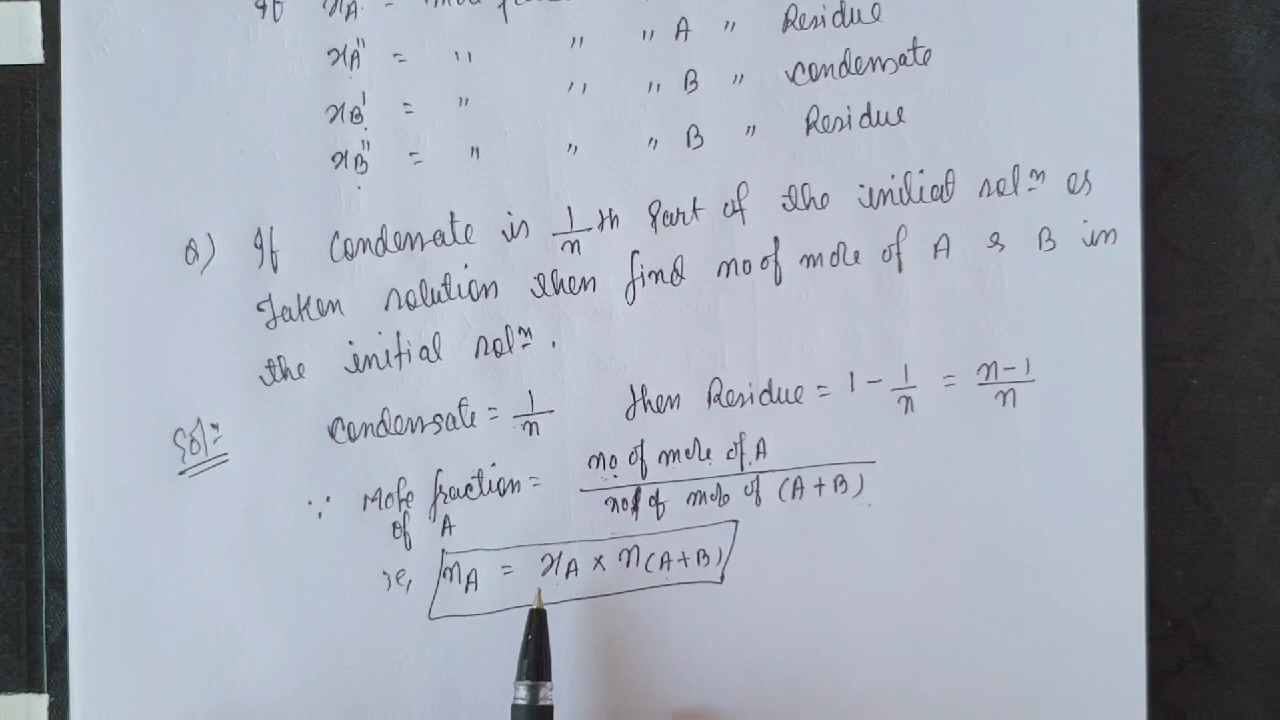 If xA' =
xA" = " " " A " Residue
xB' = " " " B " condensate
xB" = " " " B " Residue
Q) If condensate is 1/n th Part of the initial solⁿ as
taken solution then find no of mole of A & B in
the initial solⁿ.
Solⁿ: condensate = 1/n then Residue = 1 - 1/n = n-1/n
∵ Mole fraction of A = no of mole of A / no of mole of (A+B)
ie, nA = xA × n(A+B)